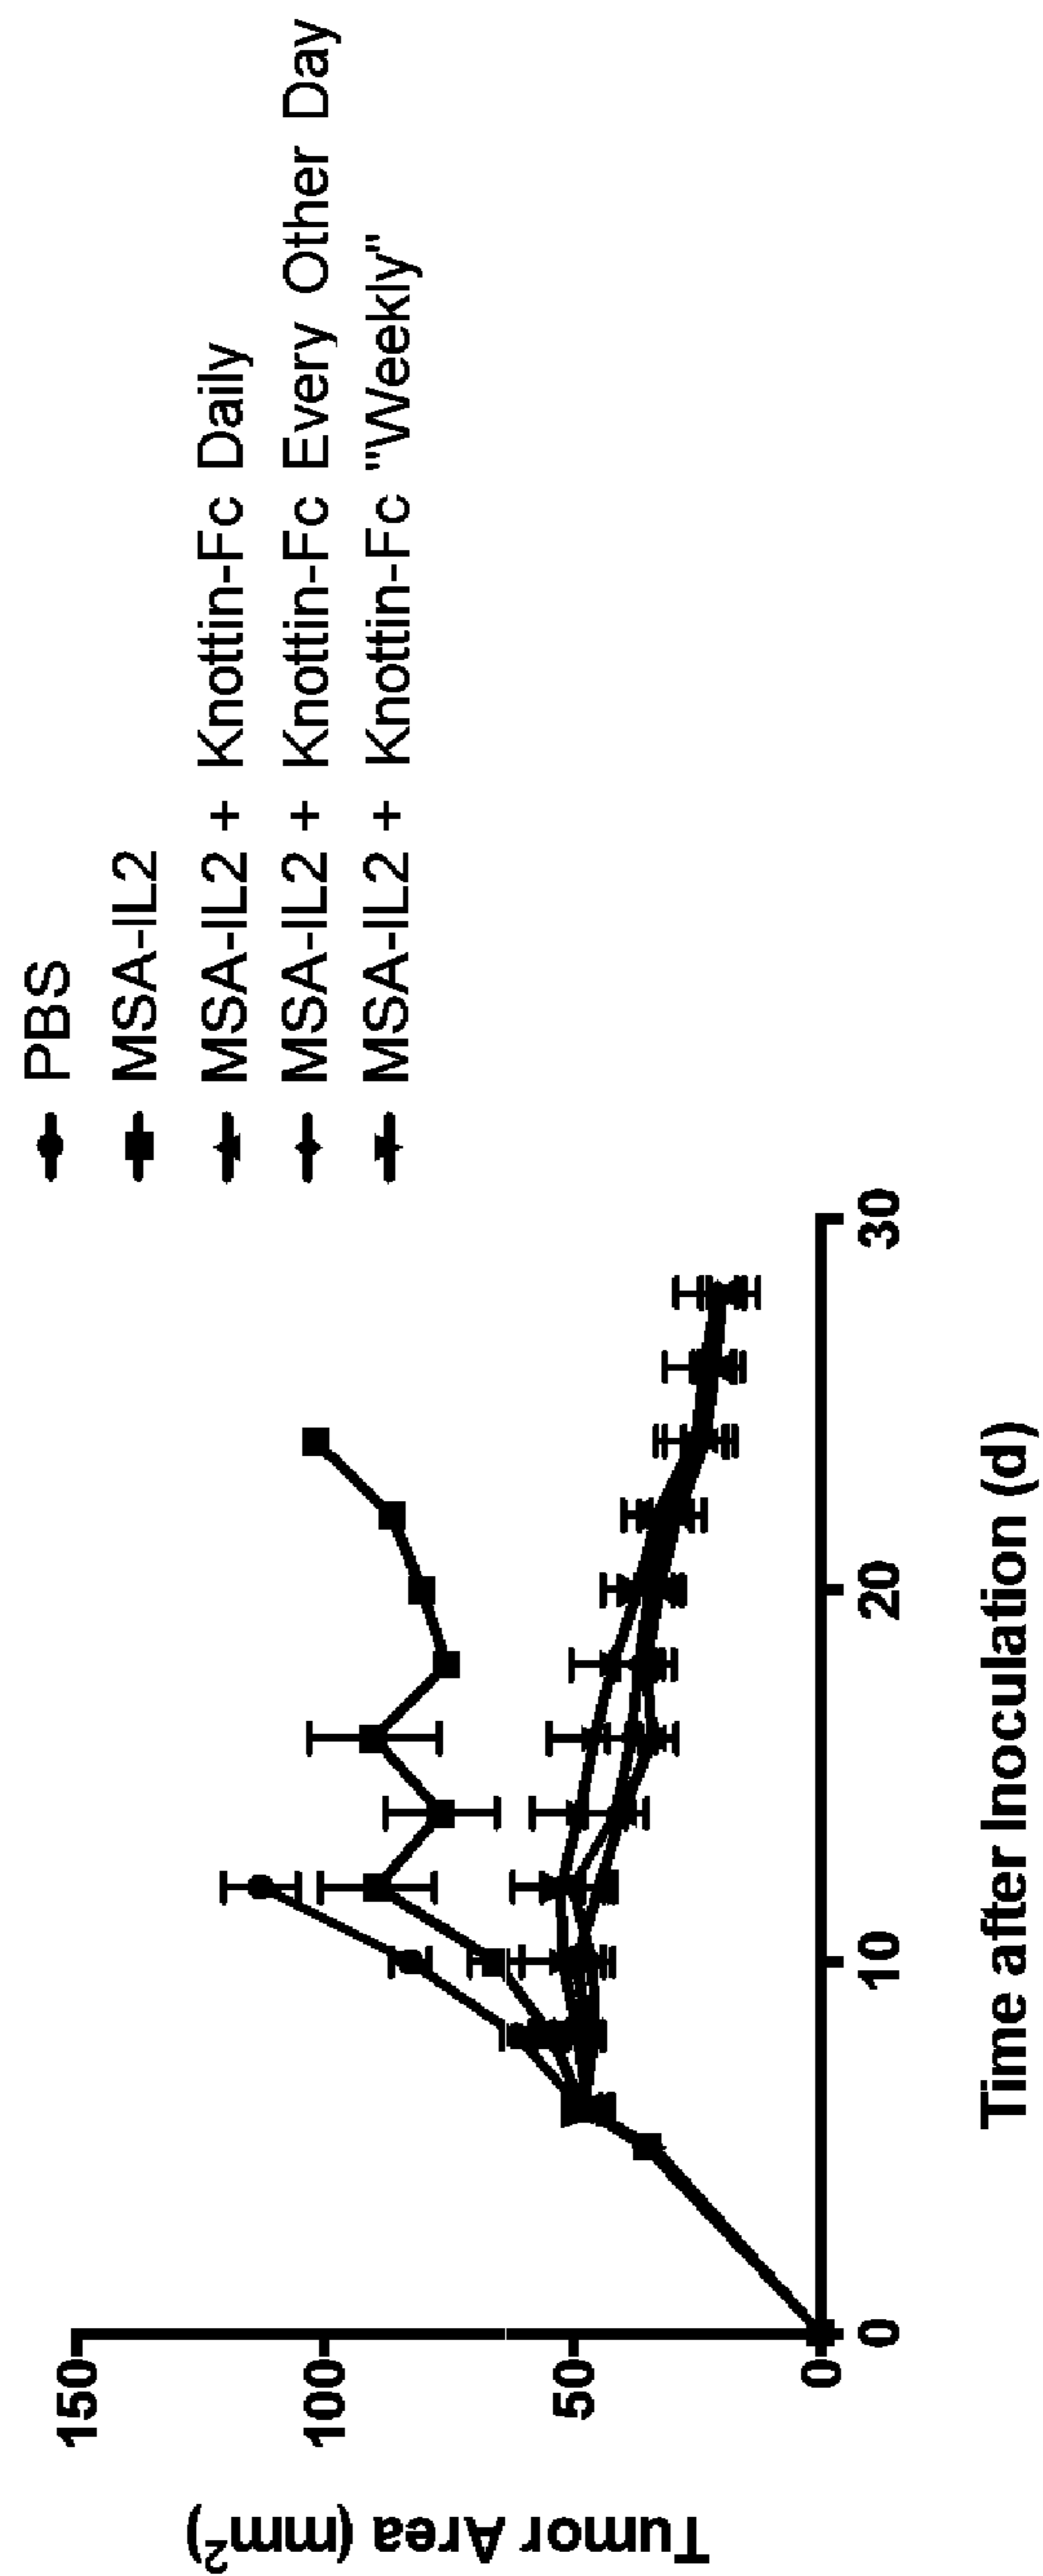 PBS
MSA-IL2
MSA-IL2 + Knottin-Fc Daily
MSA-IL2 + Knottin-Fc Every Other Day
MSA-IL2 + Knottin-Fc "Weekly"
Tumor Area (mm²)
150
100
50
0
0
10
20
30
Time after Inoculation (d)